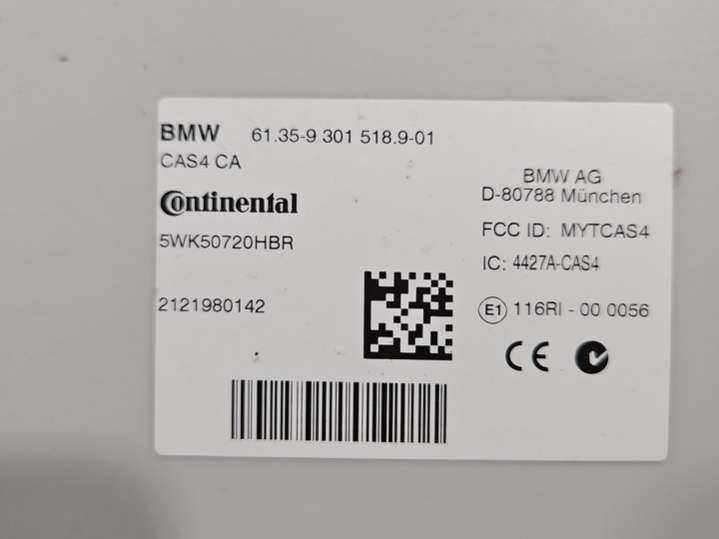 BMW 61.35-9 301 518.9-01
CAS4 CA
Continental
5WK50720HBR
2121980142
BMW AG
D-80788 München
FCC ID: MYTCAS4
IC: 4427A-CAS4
E1 116RI - 00 0056
CE